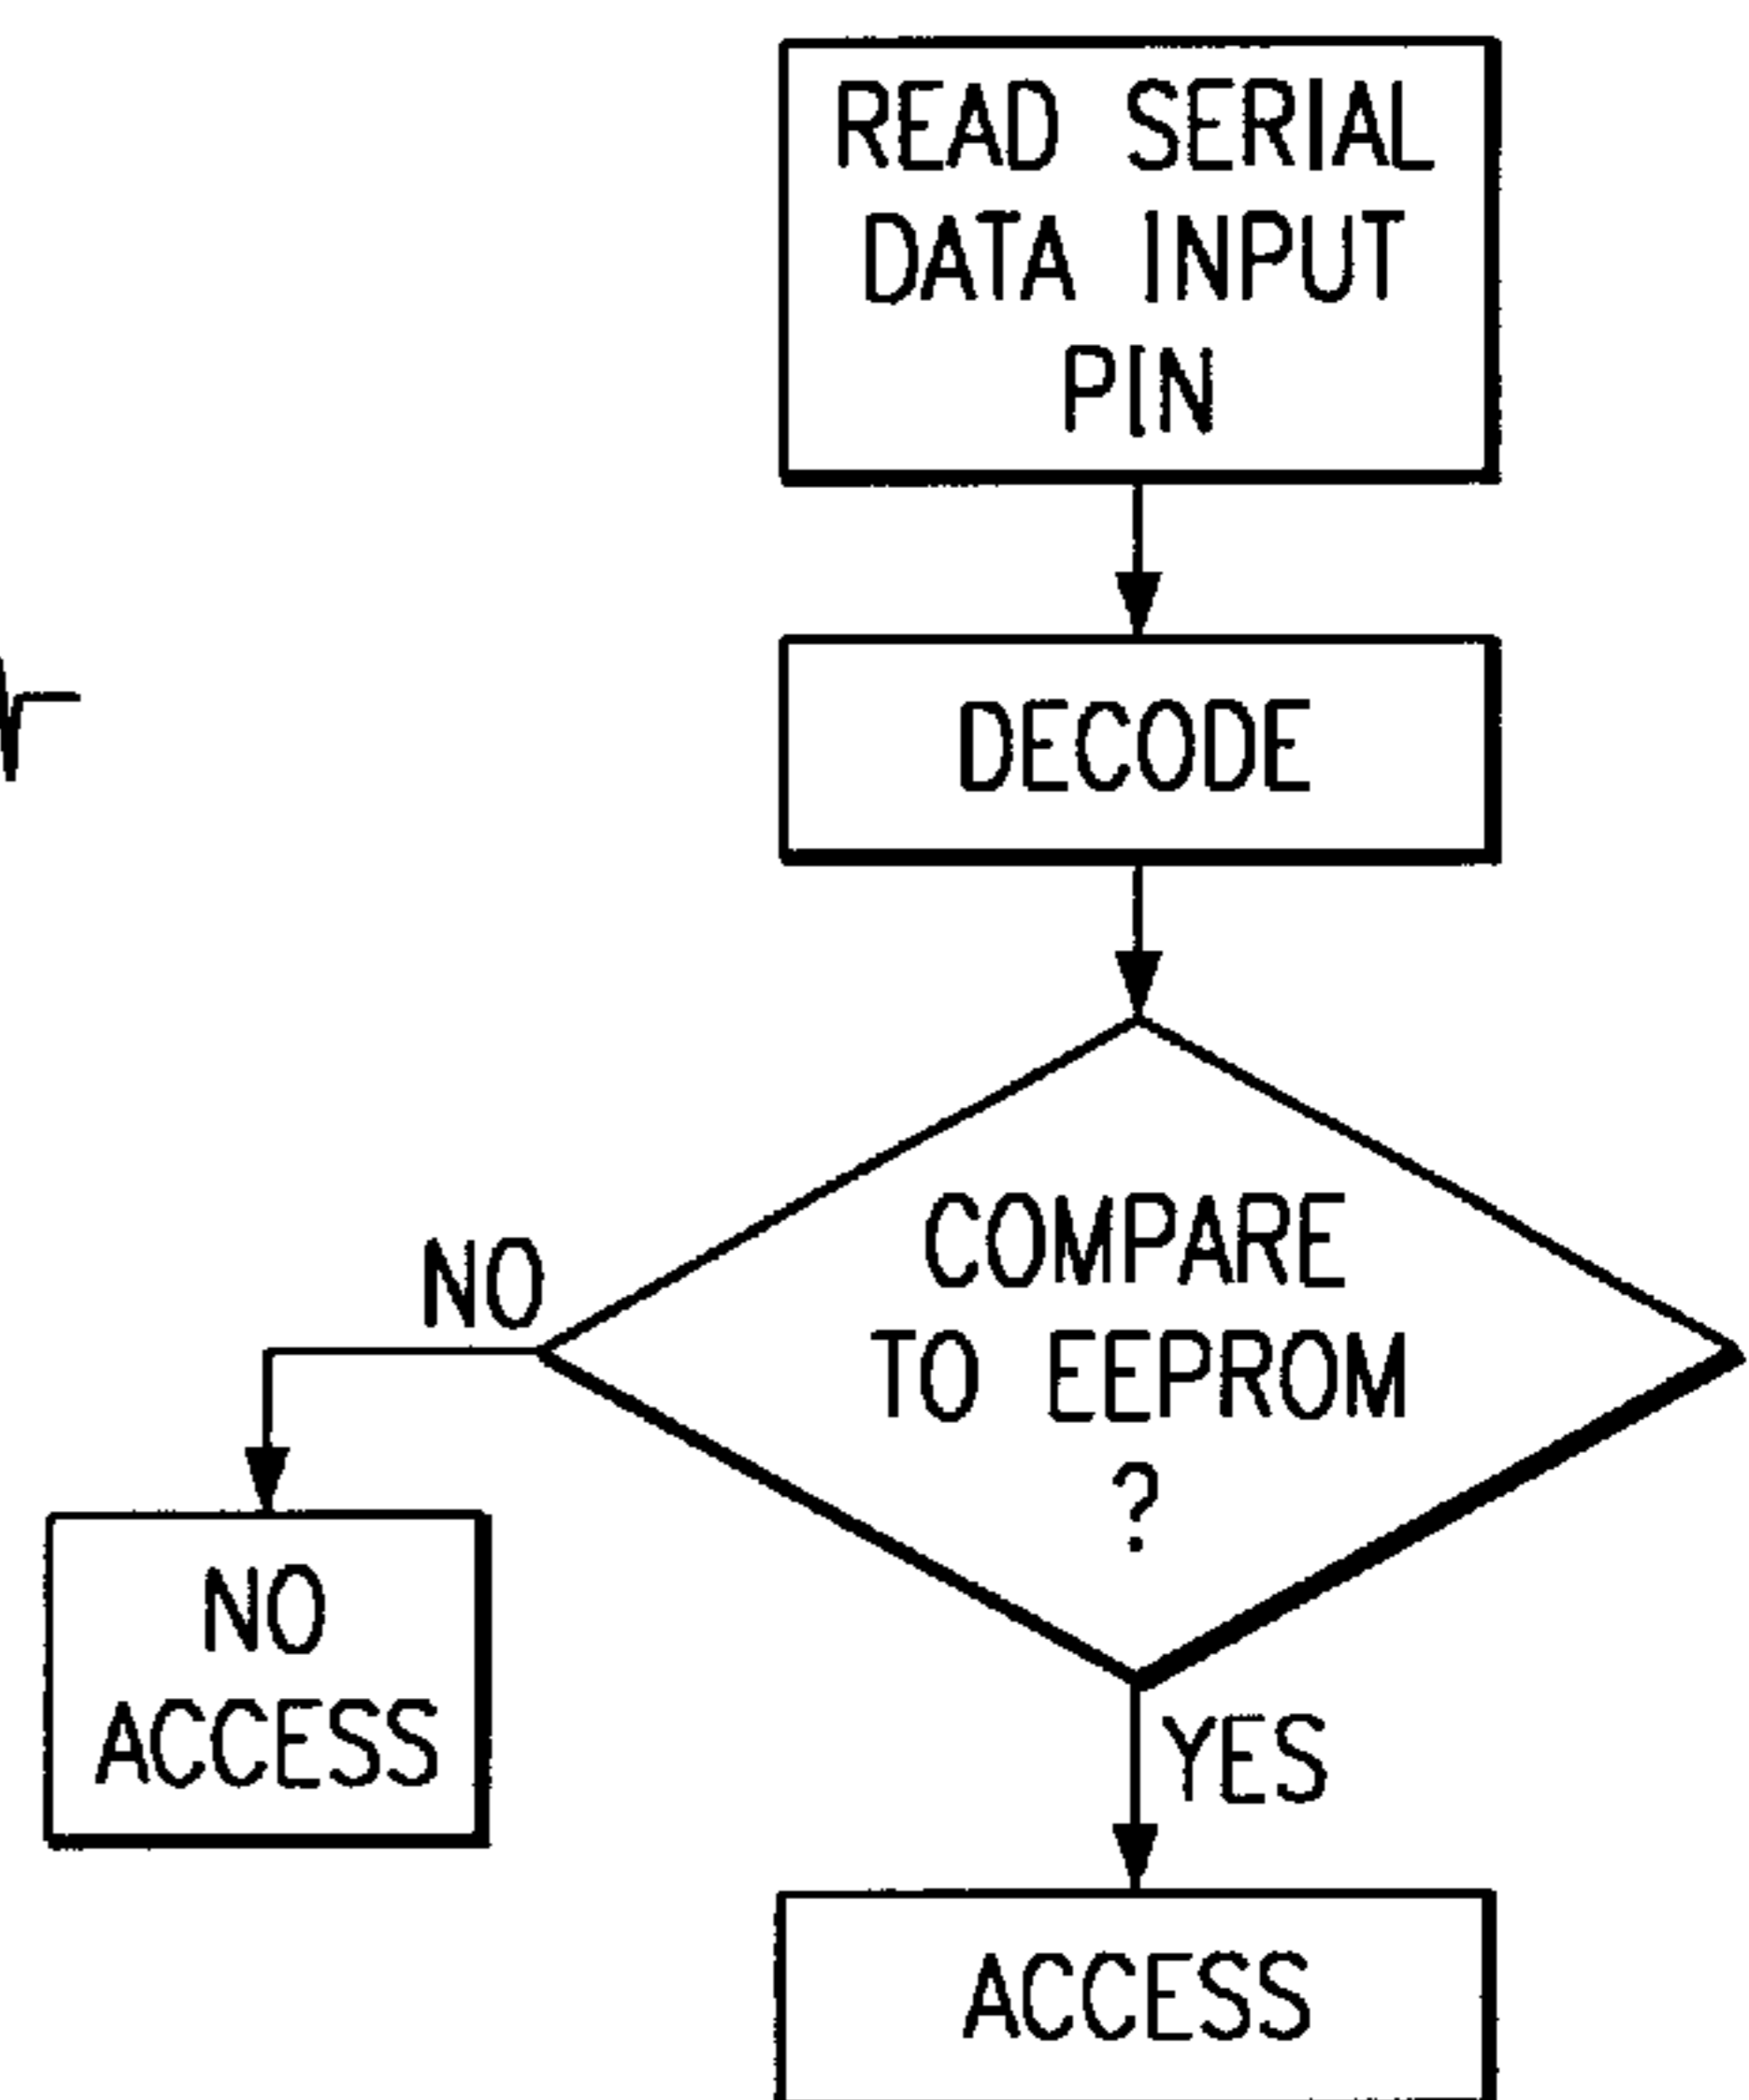 READ SERIAL
DATA INPUT
PIN
DECODE
COMPARE
TO EEPROM
?
NO
NO
ACCESS
YES
ACCESS